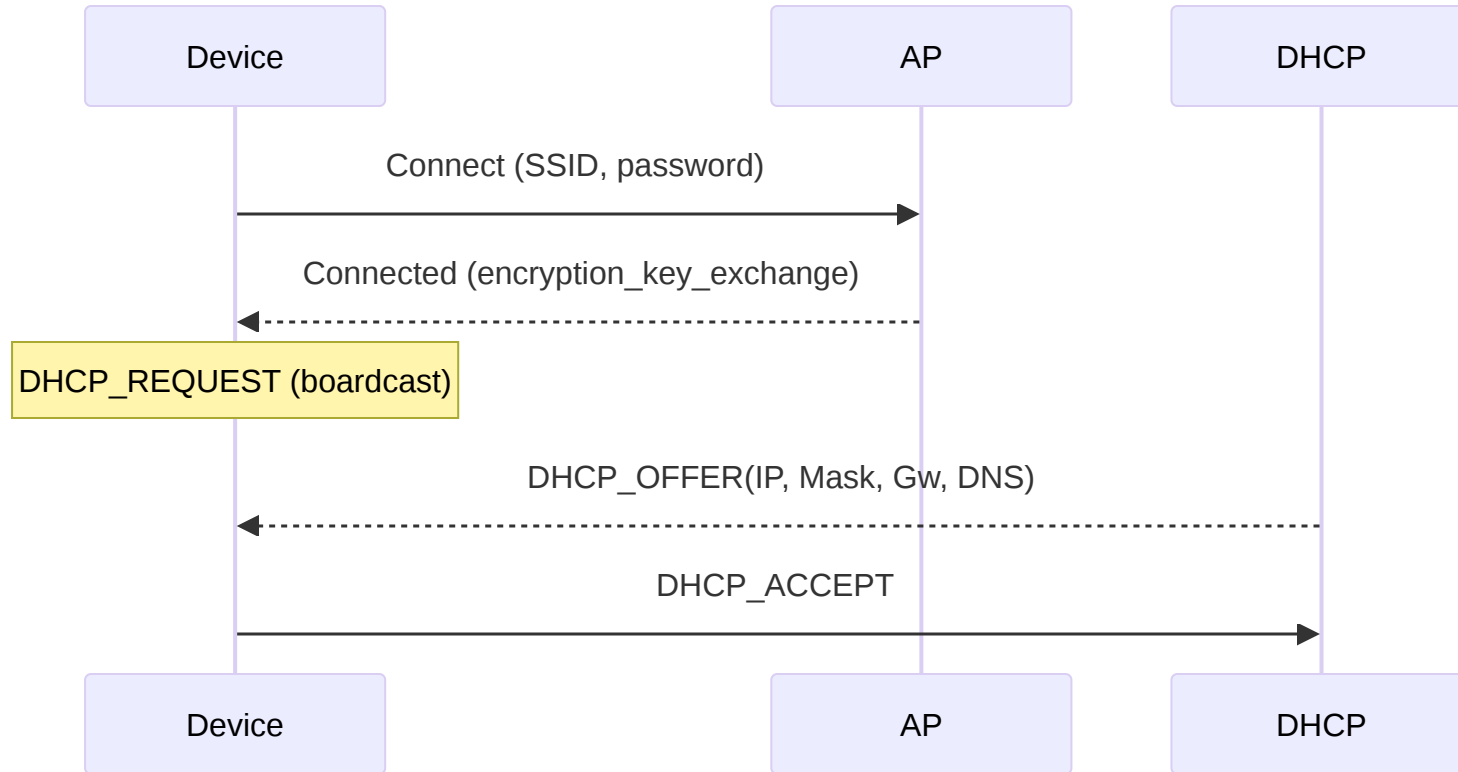 Device
AP
DHCP
Connect (SSID, password)
Connected (encryption_key_exchange)
DHCP_REQUEST (boardcast)
DHCP_OFFER(IP, Mask, Gw, DNS)
DHCP_ACCEPT
Device
AP
DHCP